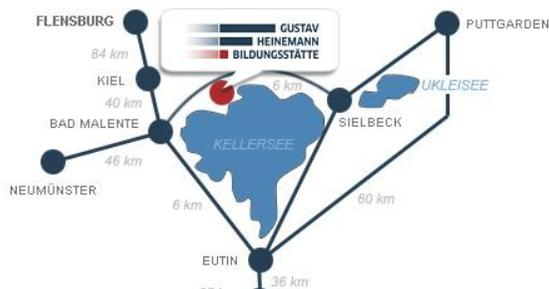 FLENSBURG
GUSTAV
HEINEMANN
BILDUNGSSTÄTTE
PUTTGARDEN
84 km
KIEL
40 km
6 km
UKLEISEE
BAD MALENTE
SIELBECK
KELLERSEE
46 km
NEUMÜNSTER
6 km
60 km
EUTIN
36 km